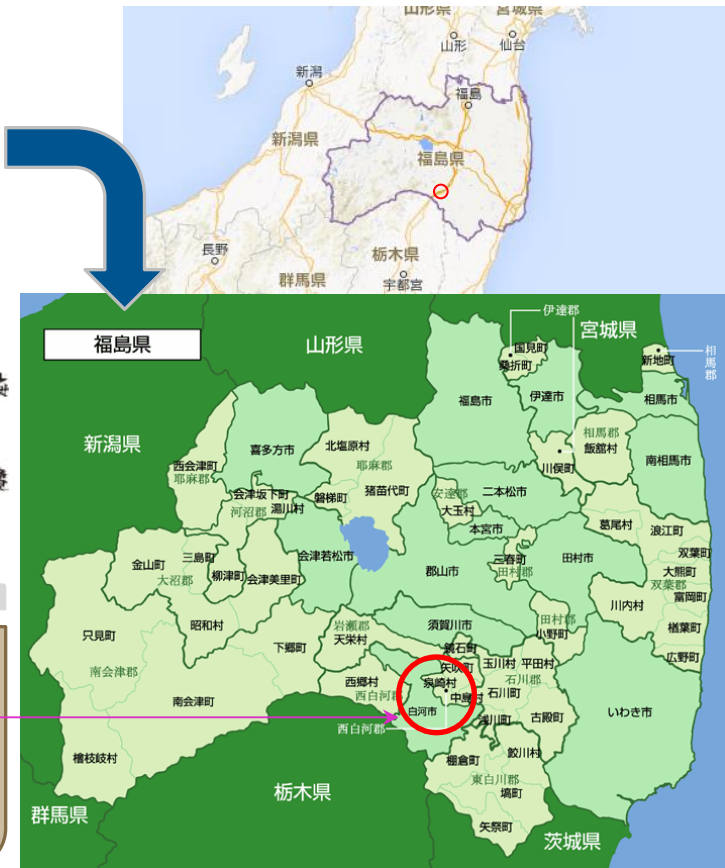 山形県
宮城県
山形
仙台
新潟
福島
新潟県
福島県
長野
栃木県
群馬県
宇都宮
福島県
山形県
伊達郡
宮城県
国見町
桑折町
新地町
相馬郡
福島市
伊達市
相馬市
新潟県
喜多方市
北塩原村
相馬郡
飯舘村
西会津町
耶麻郡
耶麻郡
川俣町
南相馬市
会津坂下町
磐梯町
猪苗代町
安達郡
二本松市
河沼郡
湯川村
大玉村
本宮市
葛尾村
浪江町
金山町
三島町
会津若松市
三春町
田村市
双葉町
大沼郡
柳津町
会津美里町
郡山市
田村郡
大熊町
双葉郡
富岡町
只見町
昭和村
岩瀬郡
須賀川市
田村郡
川内村
下郷町
天栄村
小野町
楢葉町
鏡石町
広野町
南会津郡
矢吹町
玉川村
平田村
西郷村
泉崎村
石川郡
南会津町
西白河郡
中島村
石川町
白河市
浅川町
古殿町
いわき市
西白河郡
檜枝岐村
棚倉町
鮫川村
栃木県
東白川郡
塙町
群馬県
矢祭町
茨城県